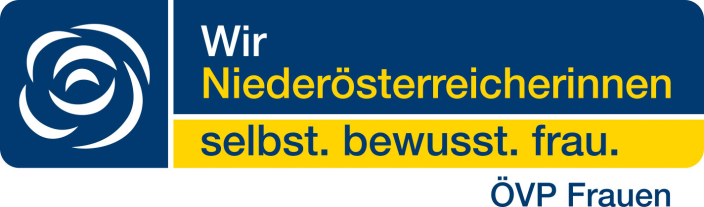 Wir
Niederösterreicherinnen
selbst. bewusst. frau.
ÖVP Frauen